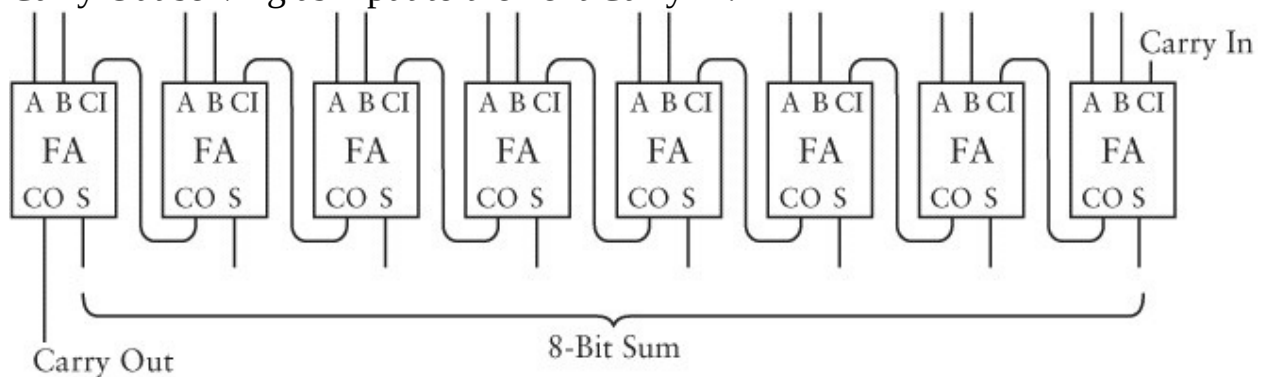 Carry In
A B CI A B CI A B CI A B CI A B CI A B CI A B CI A B CI
FA FA FA FA FA FA FA FA
CO S CO S CO S CO S CO S CO S CO S CO S
8-Bit Sum
Carry Out